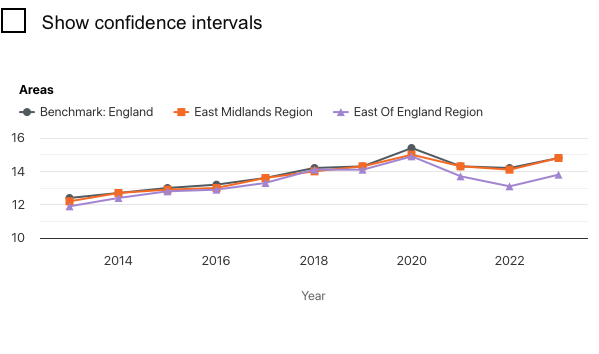 Show confidence intervals
Areas
Benchmark: England East Midlands Region East Of England Region
16
14
12
10
2014 2016 2018 2020 2022
Year